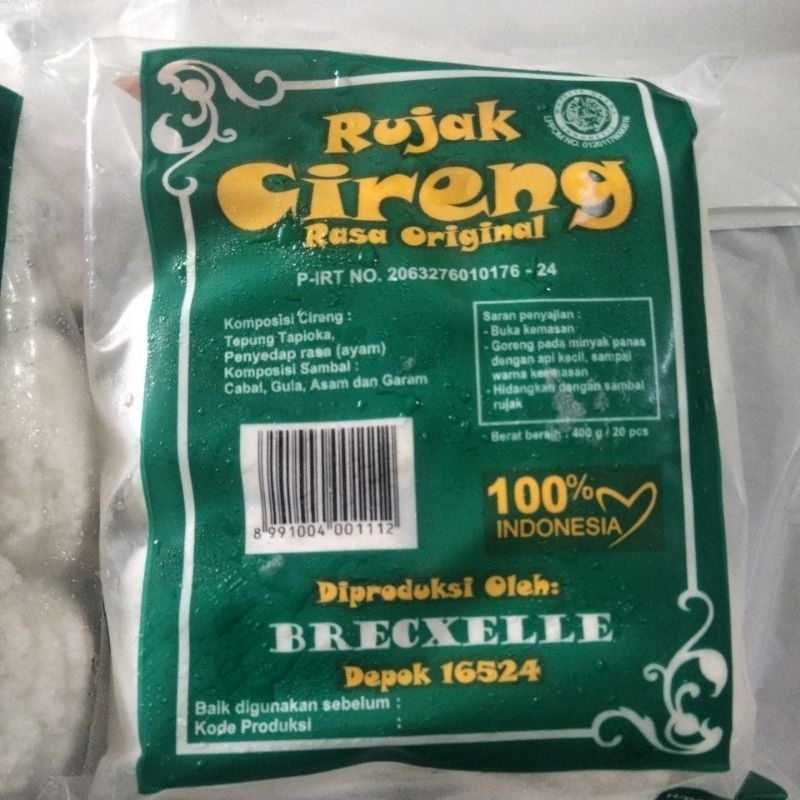 Rujak
Cireng
Rasa Original
P-IRT NO. 2063276010176 - 24
Komposisi Cireng :
Tepung Tapioka,
Penyedap rasa (ayam)
Komposisi Sambal :
Cabai, Gula, Asam dan Garam
Saran penyajian :
- Buka kemasan
- Goreng pada minyak panas
dengan api kecil, sampai
warna keemasan
- Hidangkan dengan sambal
rujak
Berat bersih : 400 g / 20 pcs
8 991004 001112
100%
INDONESIA
Diproduksi Oleh:
BRECXELLE
Depok 16524
Baik digunakan sebelum :
Kode Produksi :